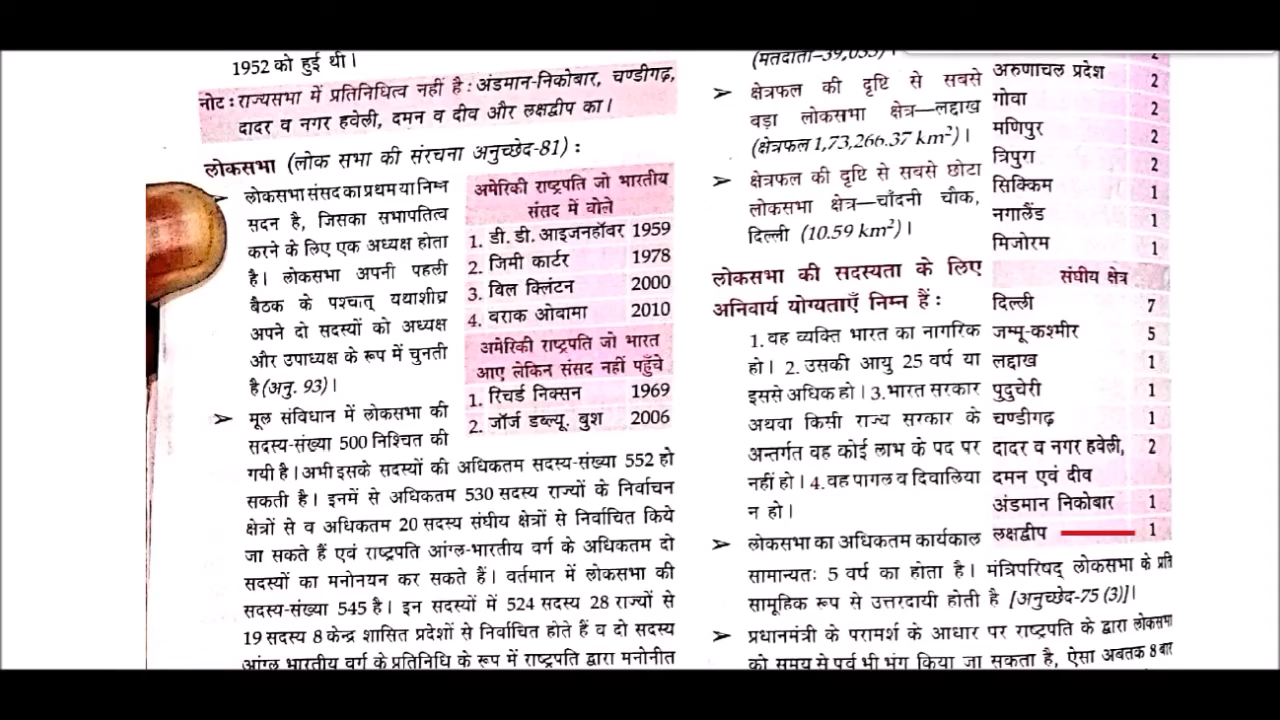 1952 को हुई थी।
नोट : राज्यसभा में प्रतिनिधित्व नहीं है : अंडमान-निकोबार, चण्डीगढ़,
दादर व नगर हवेली, दमन व दीव और लक्षद्वीप का।
लोकसभा (लोक सभा की संरचना अनुच्छेद-81) :
लोकसभा संसद का प्रथम या निम्न
सदन है, जिसका सभापतित्व
करने के लिए एक अध्यक्ष होता
है। लोकसभा अपनी पहली
बैठक के पश्चात् यथाशीघ्र
अपने दो सदस्यों को अध्यक्ष
और उपाध्यक्ष के रूप में चुनती
है (अनु. 93)।
➢ मूल संविधान में लोकसभा की
सदस्य-संख्या 500 निश्चित की
अमेरिकी राष्ट्रपति जो भारतीय
संसद में बोले
1. डी. डी. आइजनहॉवर 1959
2. जिमी कार्टर 1978
3. विल क्लिंटन 2000
4. बराक ओबामा 2010
अमेरिकी राष्ट्रपति जो भारत
आए लेकिन संसद नहीं पहुँचे
1. रिचर्ड निक्सन 1969
2. जॉर्ज डब्ल्यू. बुश 2006
गयी है। अभी इसके सदस्यों की अधिकतम सदस्य-संख्या 552 हो
सकती है। इनमें से अधिकतम 530 सदस्य राज्यों के निर्वाचन
क्षेत्रों से व अधिकतम 20 सदस्य संघीय क्षेत्रों से निर्वाचित किये
जा सकते हैं एवं राष्ट्रपति आंग्ल-भारतीय वर्ग के अधिकतम दो
सदस्यों का मनोनयन कर सकते हैं। वर्तमान में लोकसभा की
सदस्य-संख्या 545 है। इन सदस्यों में 524 सदस्य 28 राज्यों से
19 सदस्य 8 केन्द्र शासित प्रदेशों से निर्वाचित होते हैं व दो सदस्य
आंग्ल भारतीय वर्ग के प्रतिनिधि के रूप में राष्ट्रपति द्वारा मनोनीत
➢ क्षेत्रफल की दृष्टि से सबसे
बड़ा लोकसभा क्षेत्र—लद्दाख
(क्षेत्रफल 1,73,266.37 km²)।
➢ क्षेत्रफल की दृष्टि से सबसे छोटा
लोकसभा क्षेत्र—चाँदनी चौक,
दिल्ली (10.59 km²)।
लोकसभा की सदस्यता के लिए
अनिवार्य योग्यताएँ निम्न हैं :
1. वह व्यक्ति भारत का नागरिक
हो। 2. उसकी आयु 25 वर्ष या
इससे अधिक हो। 3. भारत सरकार
अथवा किसी राज्य सरकार के
अन्तर्गत वह कोई लाभ के पद पर
नहीं हो। 4. वह पागल व दिवालिया
न हो।
अरुणाचल प्रदेश 2
गोवा 2
मणिपुर 2
त्रिपुरा 2
सिक्किम 1
नगालैंड 1
मिजोरम 1
संघीय क्षेत्र
दिल्ली 7
जम्मू-कश्मीर 5
लद्दाख 1
पुदुचेरी 1
चण्डीगढ़ 1
दादर व नगर हवेली, 2
दमन एवं दीव
अंडमान निकोबार 1
लक्षद्वीप 1
➢ लोकसभा का अधिकतम कार्यकाल
सामान्यतः 5 वर्ष का होता है। मंत्रिपरिषद् लोकसभा के प्रति
सामूहिक रूप से उत्तरदायी होती है [अनुच्छेद-75 (3)]।
➢ प्रधानमंत्री के परामर्श के आधार पर राष्ट्रपति के द्वारा लोकसभा
को समय से पूर्व भी भंग किया जा सकता है, ऐसा अबतक 8 बार